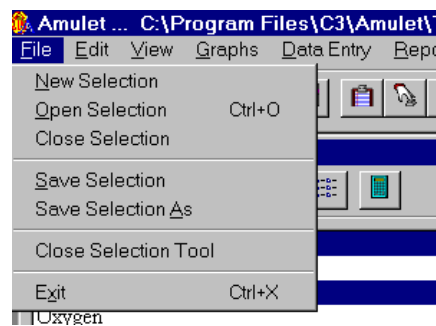 Amulet ... C:\Program Files\C3\Amulet\
File Edit View Graphs Data Entry Repo
New Selection
Open Selection Ctrl+O
Close Selection
Save Selection
Save Selection As
Close Selection Tool
Exit Ctrl+X
Oxygen